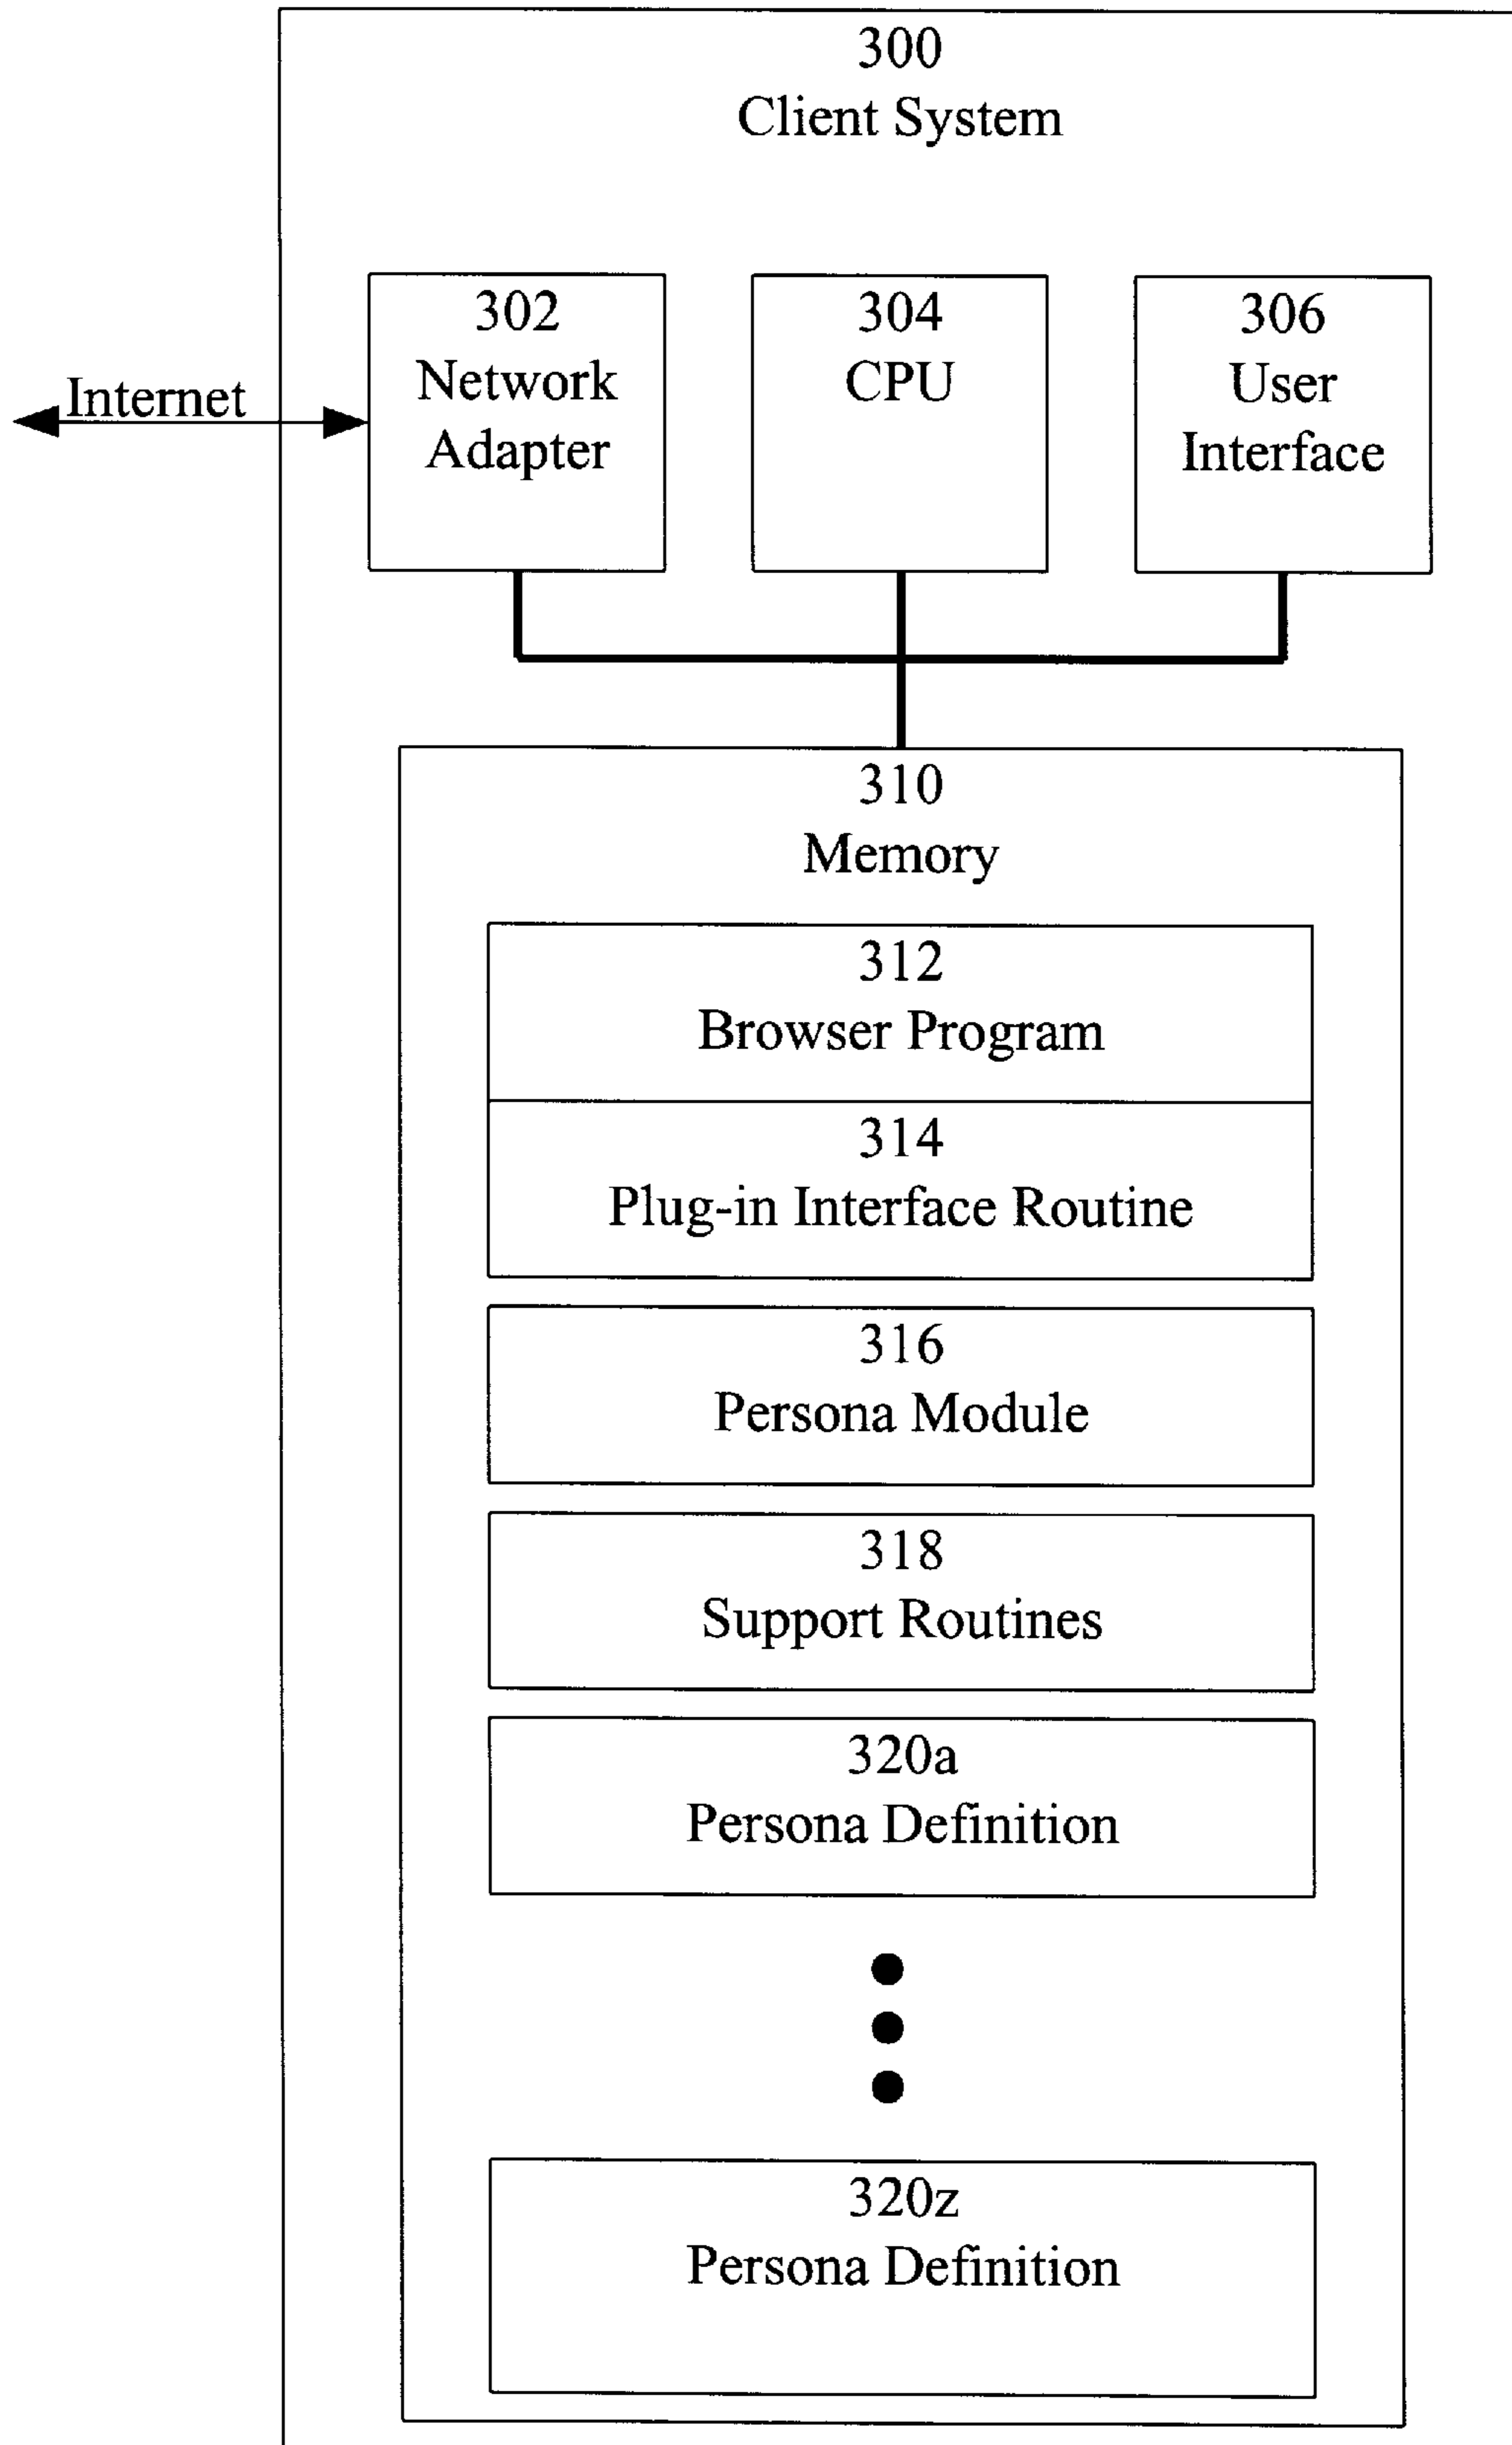 300
Client System
Internet
302
Network
Adapter
304
CPU
306
User
Interface
310
Memory
312
Browser Program
314
Plug-in Interface Routine
316
Persona Module
318
Support Routines
320a
Persona Definition
320z
Persona Definition